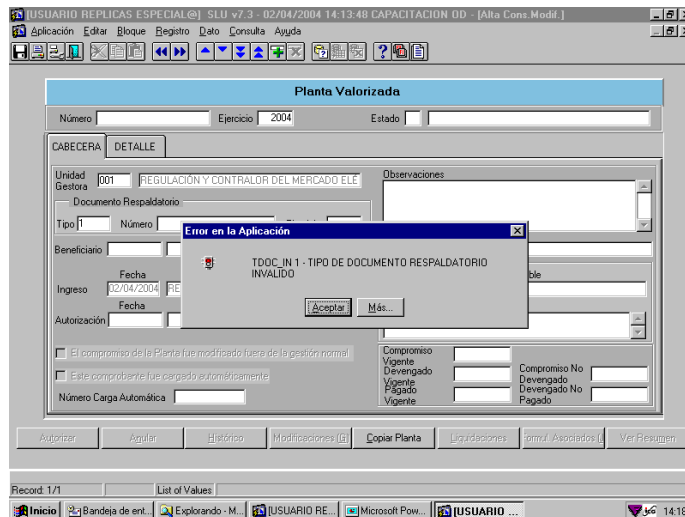 [USUARIO REPLICAS ESPECIAL@] SLU v7.3 - 02/04/2004 14:13:48 CAPACITACION OD - [Alta Cons.Modif.]
Aplicación Editar Bloque Registro Dato Consulta Ayuda
Planta Valorizada
Número Ejercicio 2004 Estado
CABECERA DETALLE
Unidad Gestora 001 REGULACIÓN Y CONTRALOR DEL MERCADO ELÉ
Observaciones
Documento Respaldatorio
Tipo 1 Número
Beneficiario
Error en la Aplicación
TDOC_IN 1 - TIPO DE DOCUMENTO RESPALDATORIO
INVALIDO
Aceptar Más...
Fecha
Ingreso 02/04/2004
Fecha
Autorización
El compromiso de la Planta fue modificado fuera de la gestión normal
Este comprobante fue cargado automáticamente
Número Carga Automática
Compromiso
Vigente
Devengado
Vigente
Pagado
Vigente
Compromiso No
Devengado
Devengado No
Pagado
Autorizar Anular Histórico Modificaciones (G) Copiar Planta Liquidaciones Ver Resumen
Record: 1/1 List of Values
Inicio Bandeja de ent... Explorando - M... [USUARIO RE... Microsoft Pow... [USUARIO ... 14:18